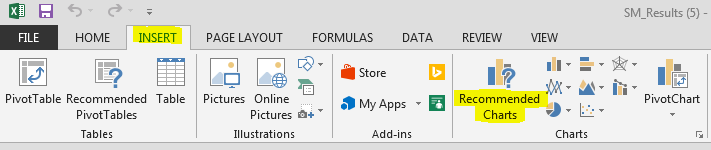 SM_Results (5) -
FILE HOME INSERT PAGE LAYOUT FORMULAS DATA REVIEW VIEW
PivotTable Recommended PivotTables Table
Pictures Online Pictures
Store
My Apps
Recommended Charts
PivotChart
Tables Illustrations Add-ins Charts